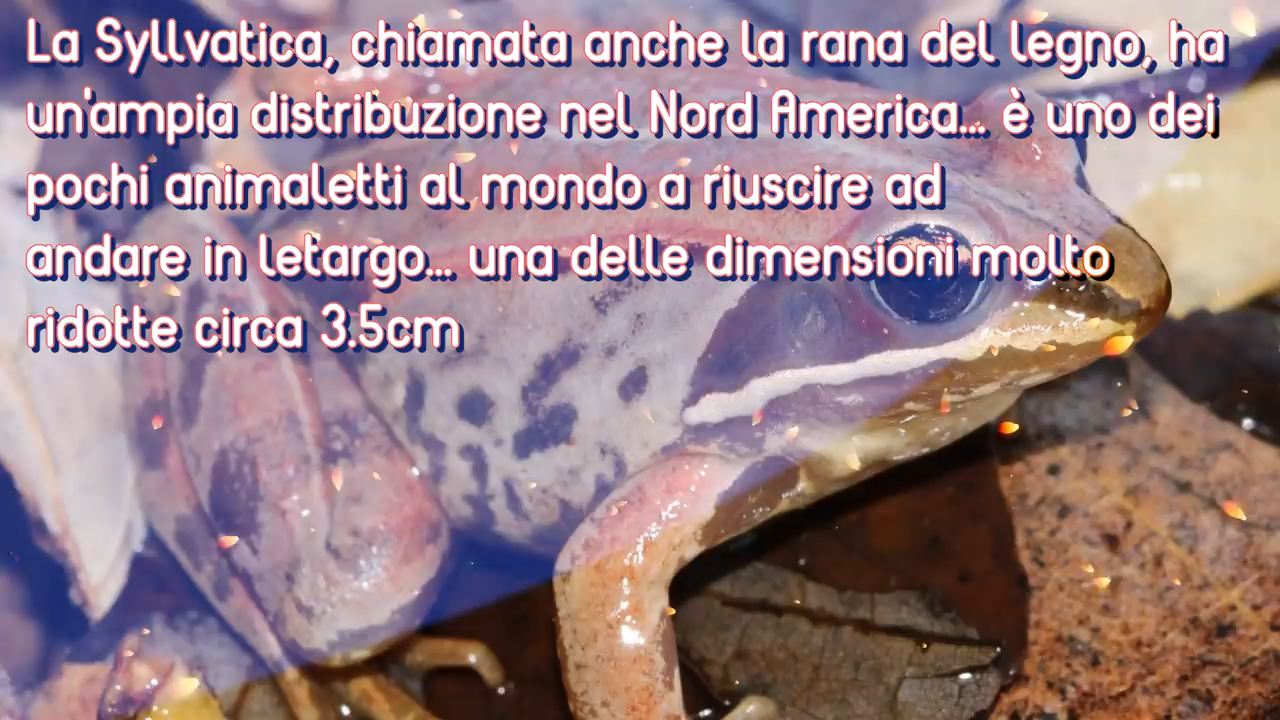 La Syllvatica, chiamata anche la rana del legno, ha
un'ampia distribuzione nel Nord America... è uno dei
pochi animaletti al mondo a riuscire ad
andare in letargo... una delle dimensioni molto
ridotte circa 3.5cm